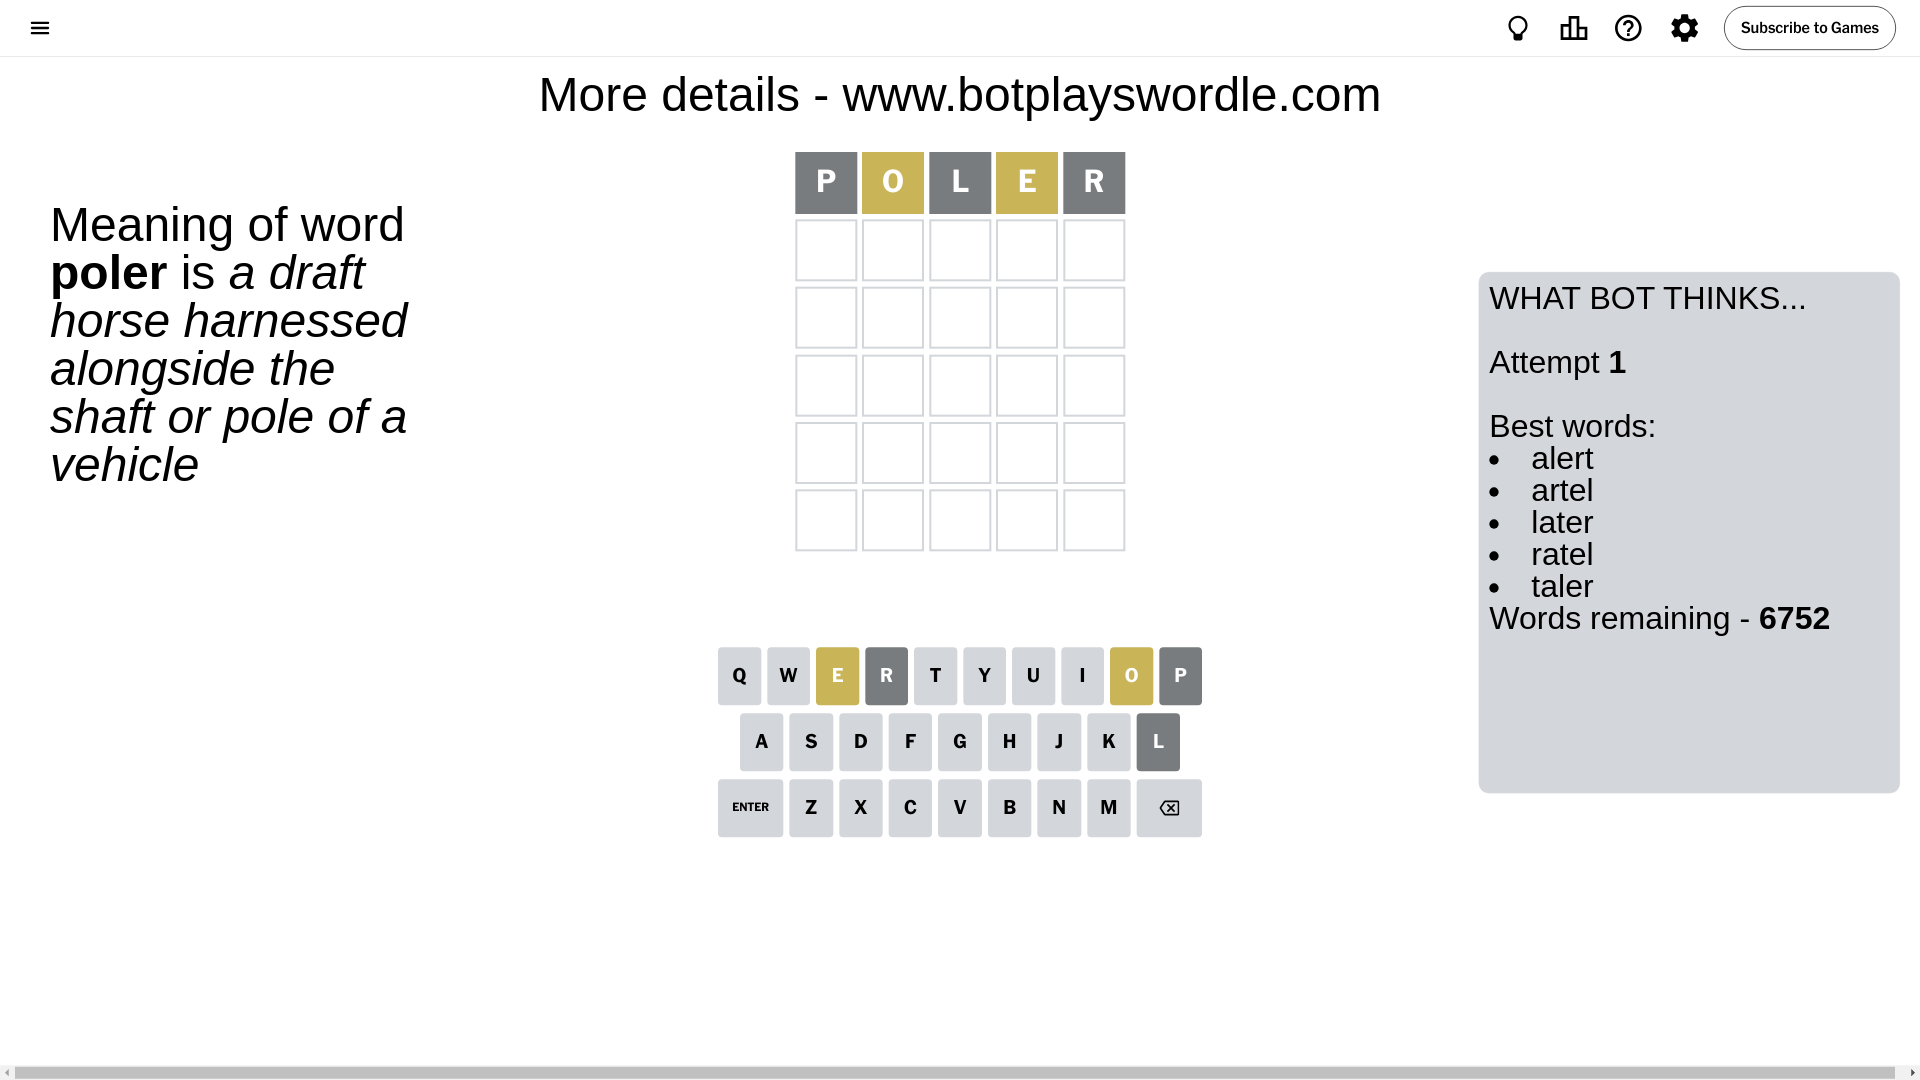 Subscribe to Games
More details - www.botplayswordle.com
P O L E R
Meaning of word
poler is a draft
horse harnessed
alongside the
shaft or pole of a
vehicle
WHAT BOT THINKS...
Attempt 1
Best words:
• alert
• artel
• later
• ratel
• taler
Words remaining - 6752
Q W E R T Y U I O P
A S D F G H J K L
ENTER Z X C V B N M